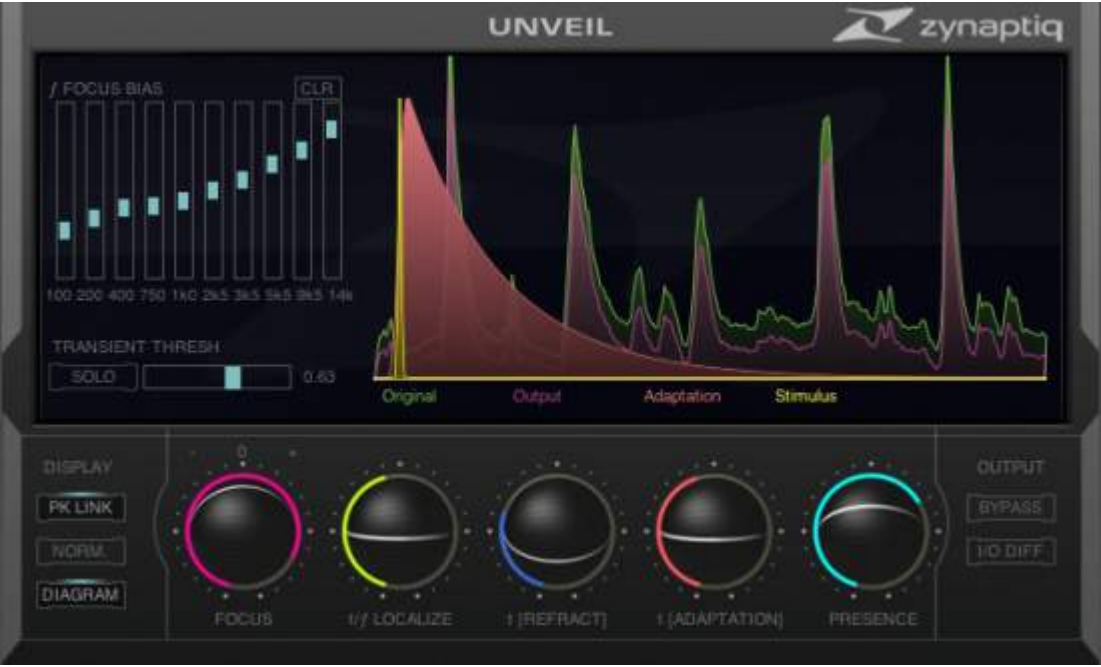 UNVEIL
zynaptiq
ƒ FOCUS BIAS CLR
100 200 400 750 1k0 2k5 3k5 5k5 9k5 14k
TRANSIENT THRESH
SOLO 0.63
Original Output Adaptation Stimulus
DISPLAY
PK LINK
NORM.
DIAGRAM
- 0 +
FOCUS t/ƒ LOCALIZE t [REFRACT] t [ADAPTATION] PRESENCE
OUTPUT
BYPASS
I/O DIFF